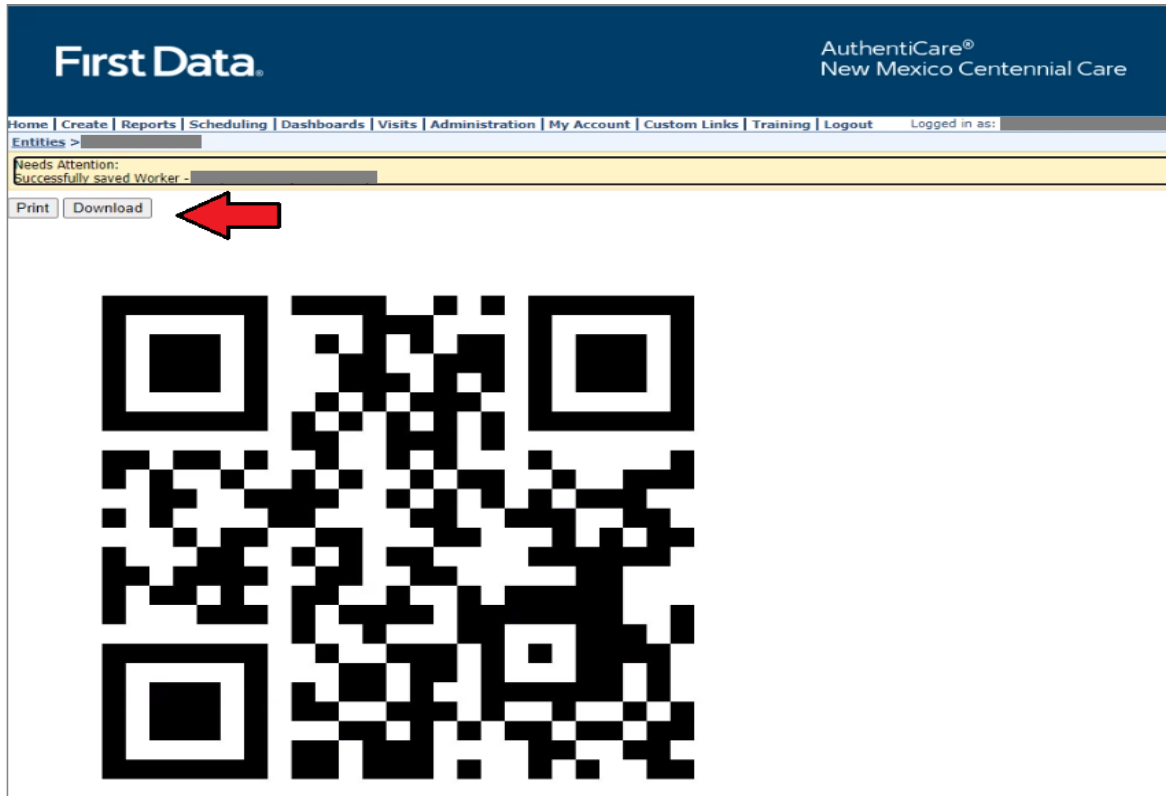 First Data.
AuthentiCare®
New Mexico Centennial Care
Home | Create | Reports | Scheduling | Dashboards | Visits | Administration | My Account | Custom Links | Training | Logout Logged in as:
Entities >
Needs Attention:
Successfully saved Worker -
Print Download